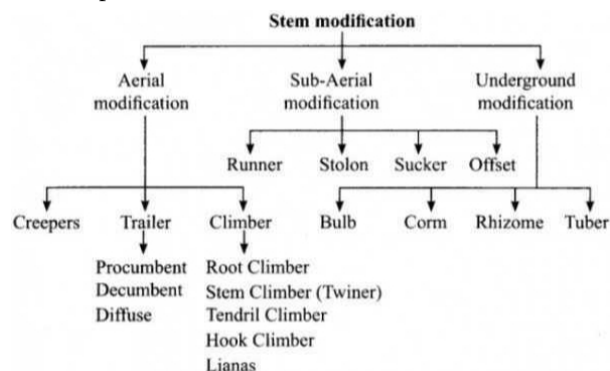 Stem modification
Aerial
modification
Sub-Aerial
modification
Underground
modification
Runner Stolon Sucker Offset
Creepers Trailer Climber Bulb Corm Rhizome Tuber
Procumbent
Decumbent
Diffuse
Root Climber
Stem Climber (Twiner)
Tendril Climber
Hook Climber
Lianas